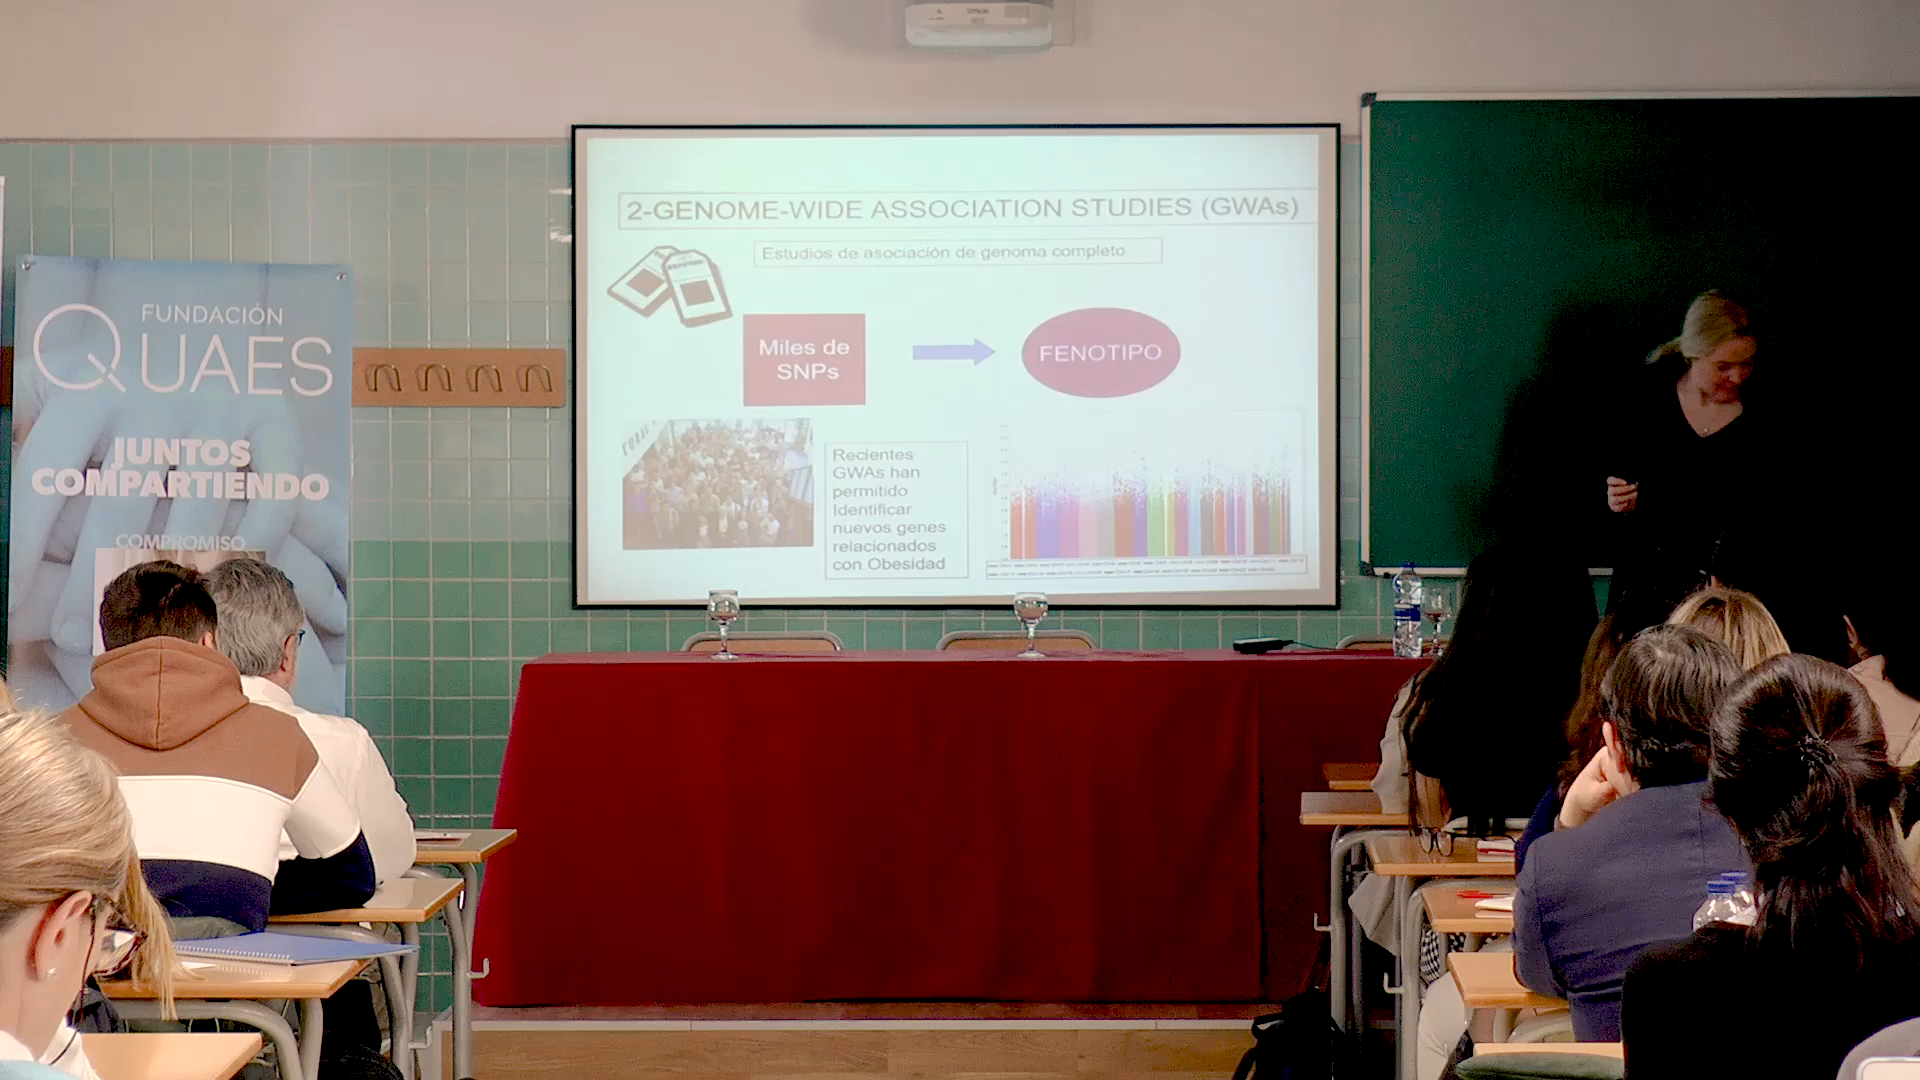 EPSON
2-GENOME-WIDE ASSOCIATION STUDIES (GWAs)
Estudios de asociación de genoma completo
Miles de
SNPs
FENOTIPO
Recientes
GWAs han
permitido
Identificar
nuevos genes
relacionados
con Obesidad
FUNDACIÓN
QUAES
JUNTOS
COMPARTIENDO
COMPROMISO